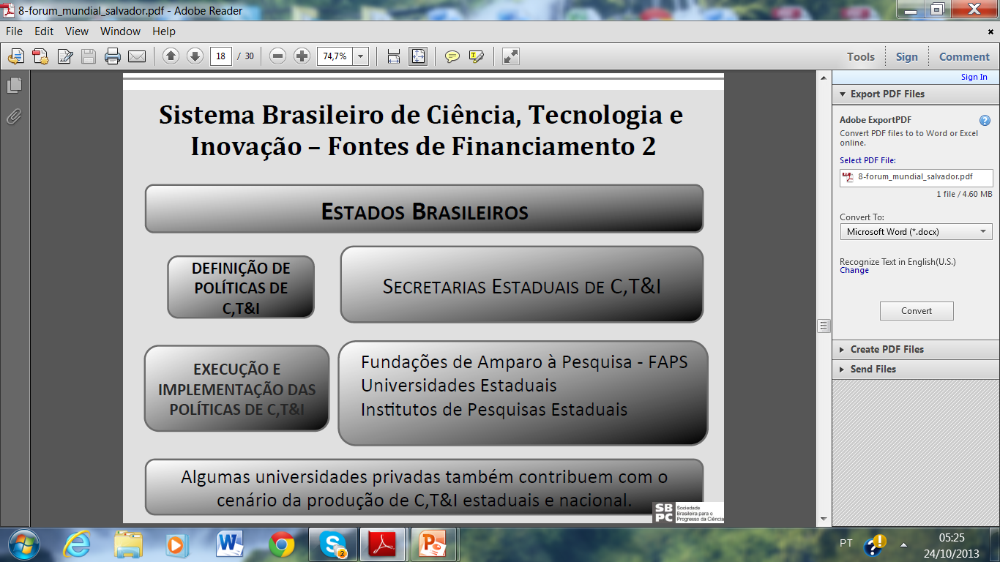 8-forum_mundial_salvador.pdf - Adobe Reader
File Edit View Window Help
18 / 30 74,7% Tools Sign Comment
Sign In
Sistema Brasileiro de Ciência, Tecnologia e
Inovação – Fontes de Financiamento 2
ESTADOS BRASILEIROS
DEFINIÇÃO DE
POLÍTICAS DE
C,T&I
SECRETARIAS ESTADUAIS DE C,T&I
EXECUÇÃO E
IMPLEMENTAÇÃO DAS
POLÍTICAS DE C,T&I
Fundações de Amparo à Pesquisa - FAPS
Universidades Estaduais
Institutos de Pesquisas Estaduais
Algumas universidades privadas também contribuem com o
cenário da produção de C,T&I estaduais e nacional.
SB
PC
Sociedade
Brasileira para o
Progresso da Ciência
Export PDF Files
Adobe ExportPDF
Convert PDF files to to Word or Excel
online.
Select PDF File:
8-forum_mundial_salvador.pdf
1 file / 4.60 MB
Convert To:
Microsoft Word (*.docx)
Recognize Text in English(U.S.)
Change
Convert
Create PDF Files
Send Files
2
PT
05:25
24/10/2013